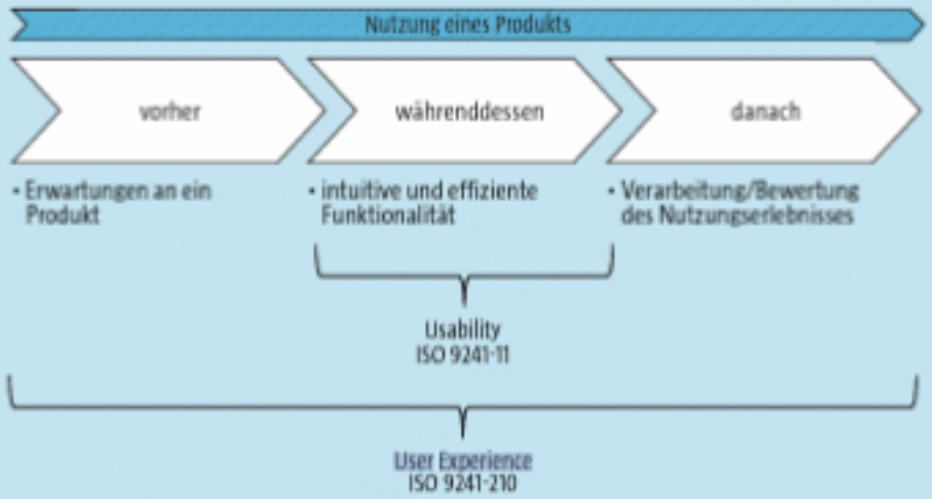 Nutzung eines Produkts
vorher
währenddessen
danach
• Erwartungen an ein
Produkt
• intuitive und effiziente
Funktionalität
• Verarbeitung/Bewertung
des Nutzungserlebnisses
Usability
ISO 9241-11
User Experience
ISO 9241-210